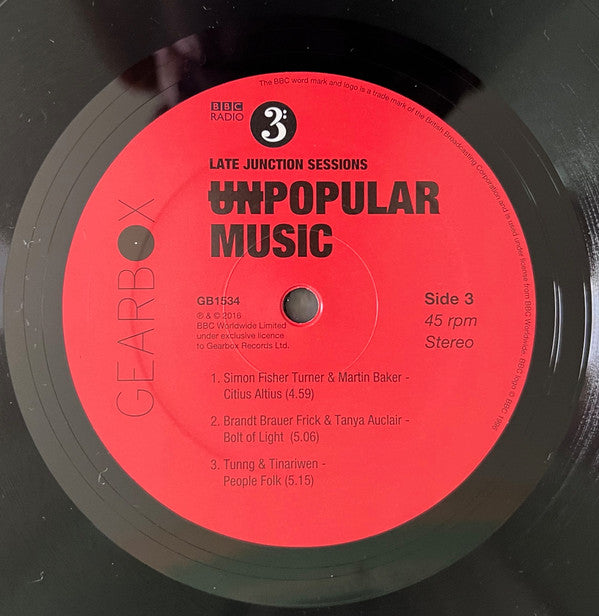 The BBC word mark and logo is a trade mark of the British Broadcasting Corporation and is used under license from BBC Worldwide. BBC logo © BBC 1996
BBC
RADIO
3
LATE JUNCTION SESSIONS
UNPOPULAR
MUSIC
GEARBOX
GB1534
℗ & © 2016
BBC Worldwide Limited
under exclusive licence
to Gearbox Records Ltd.
Side 3
45 rpm
Stereo
1. Simon Fisher Turner & Martin Baker -
Citius Altius (4.59)
2. Brandt Brauer Frick & Tanya Auclair -
Bolt of Light (5.06)
3. Tunng & Tinariwen -
People Folk (5.15)